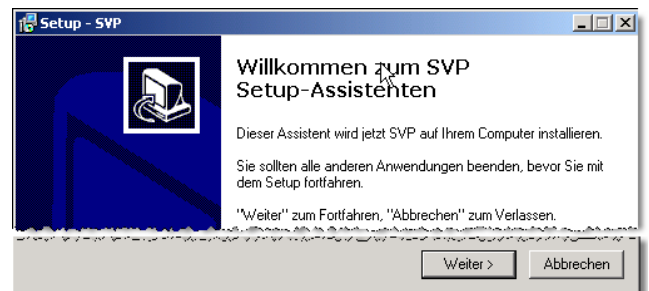 Setup - SVP
Willkommen zum SVP
Setup-Assistenten
Dieser Assistent wird jetzt SVP auf Ihrem Computer installieren.
Sie sollten alle anderen Anwendungen beenden, bevor Sie mit
dem Setup fortfahren.
"Weiter" zum Fortfahren, "Abbrechen" zum Verlassen.
Weiter > Abbrechen